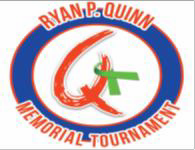 RYAN P. QUINN
Q
MEMORIAL TOURNAMENT